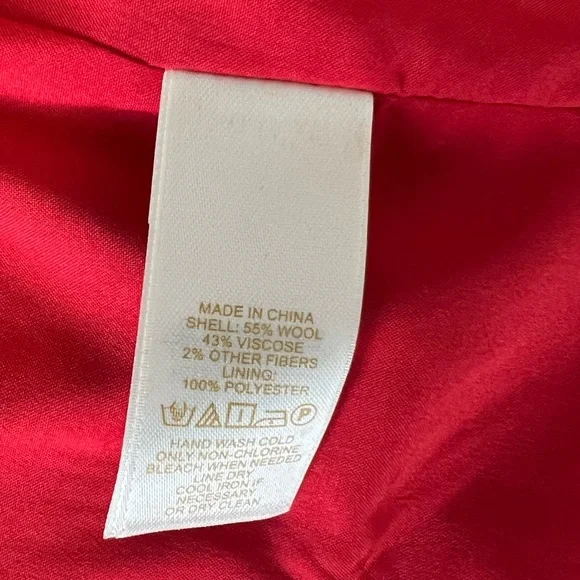 MADE IN CHINA
SHELL: 55% WOOL
43% VISCOSE
2% OTHER FIBERS
LINING:
100% POLYESTER
P
HAND WASH COLD
ONLY NON-CHLORINE
BLEACH WHEN NEEDED
LINE DRY
COOL IRON IF
NECESSARY
OR DRY CLEAN